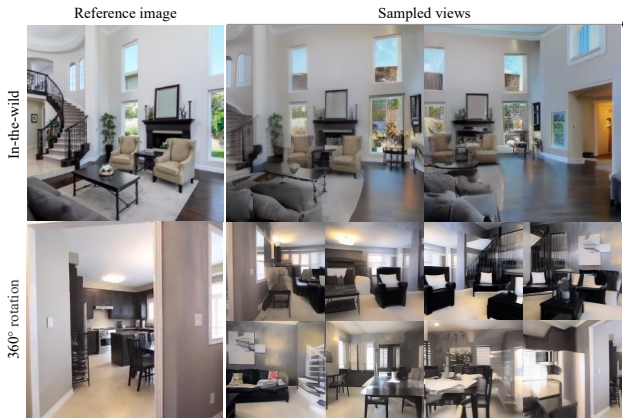 Reference image
Sampled views
In-the-wild
360° rotation